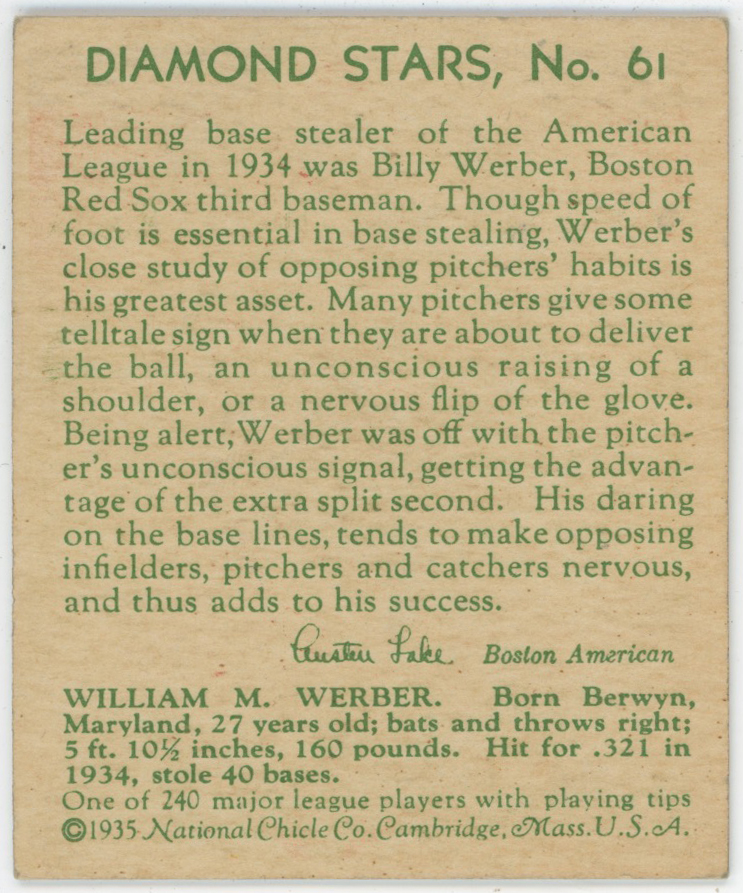 DIAMOND STARS, No. 61
Leading base stealer of the American
League in 1934 was Billy Werber, Boston
Red Sox third baseman. Though speed of
foot is essential in base stealing, Werber's
close study of opposing pitchers' habits is
his greatest asset. Many pitchers give some
telltale sign when they are about to deliver
the ball, an unconscious raising of a
shoulder, or a nervous flip of the glove.
Being alert, Werber was off with the pitch-
er's unconscious signal, getting the advan-
tage of the extra split second. His daring
on the base lines, tends to make opposing
infielders, pitchers and catchers nervous,
and thus adds to his success.
Austen Lake Boston American
WILLIAM M. WERBER. Born Berwyn,
Maryland, 27 years old; bats and throws right;
5 ft. 10½ inches, 160 pounds. Hit for .321 in
1934, stole 40 bases.
One of 240 major league players with playing tips
©1935 National Chicle Co. Cambridge, Mass. U.S.A.